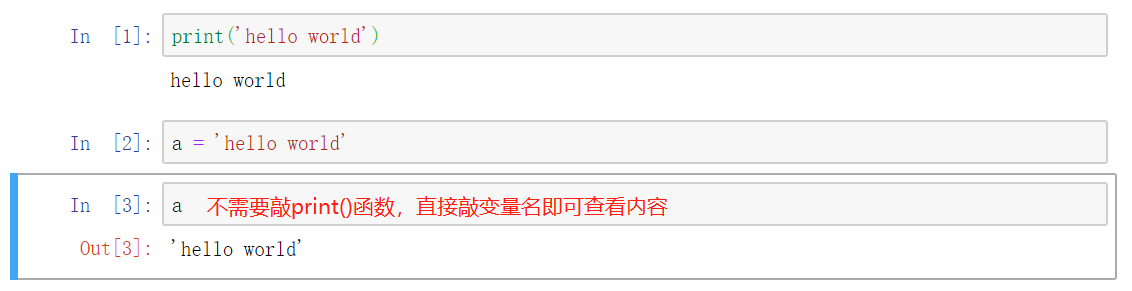 In [1]: print('hello world')
hello world
In [2]: a = 'hello world'
In [3]: a 不需要敲print()函数，直接敲变量名即可查看内容
Out[3]: 'hello world'